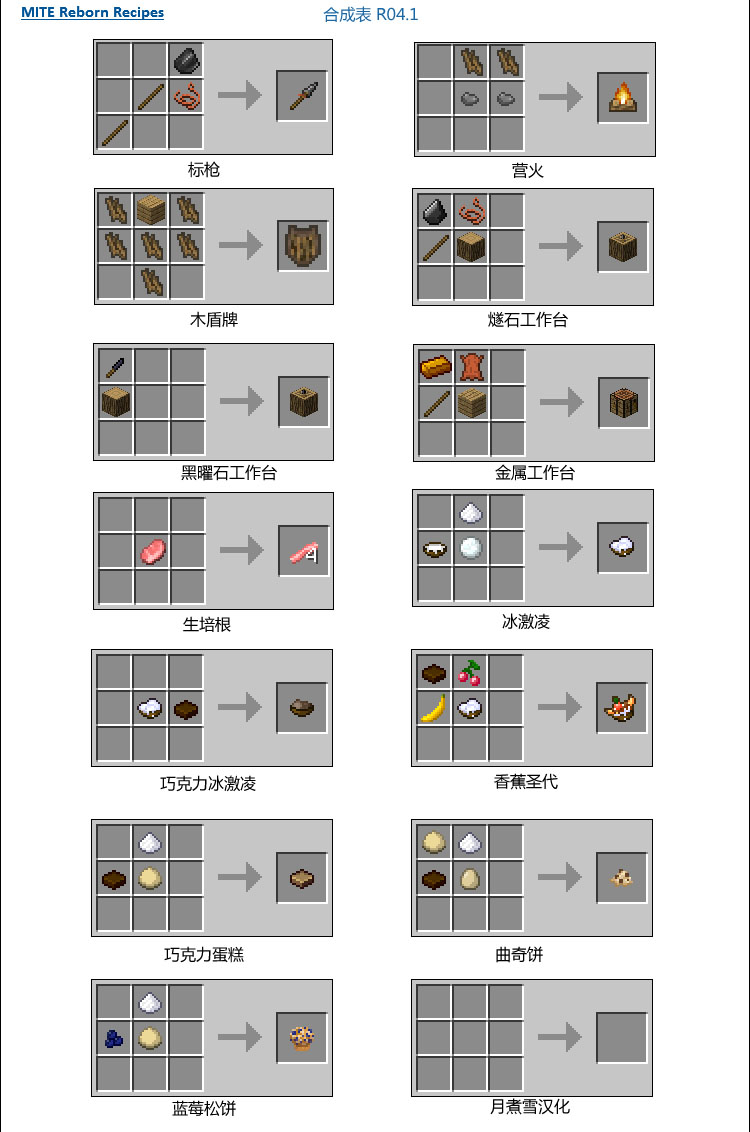 MITE Reborn Recipes
合成表 R04.1
标枪
营火
木盾牌
燧石工作台
黑曜石工作台
金属工作台
4
生培根
冰激凌
巧克力冰激凌
香蕉圣代
巧克力蛋糕
曲奇饼
蓝莓松饼
月煮雪汉化